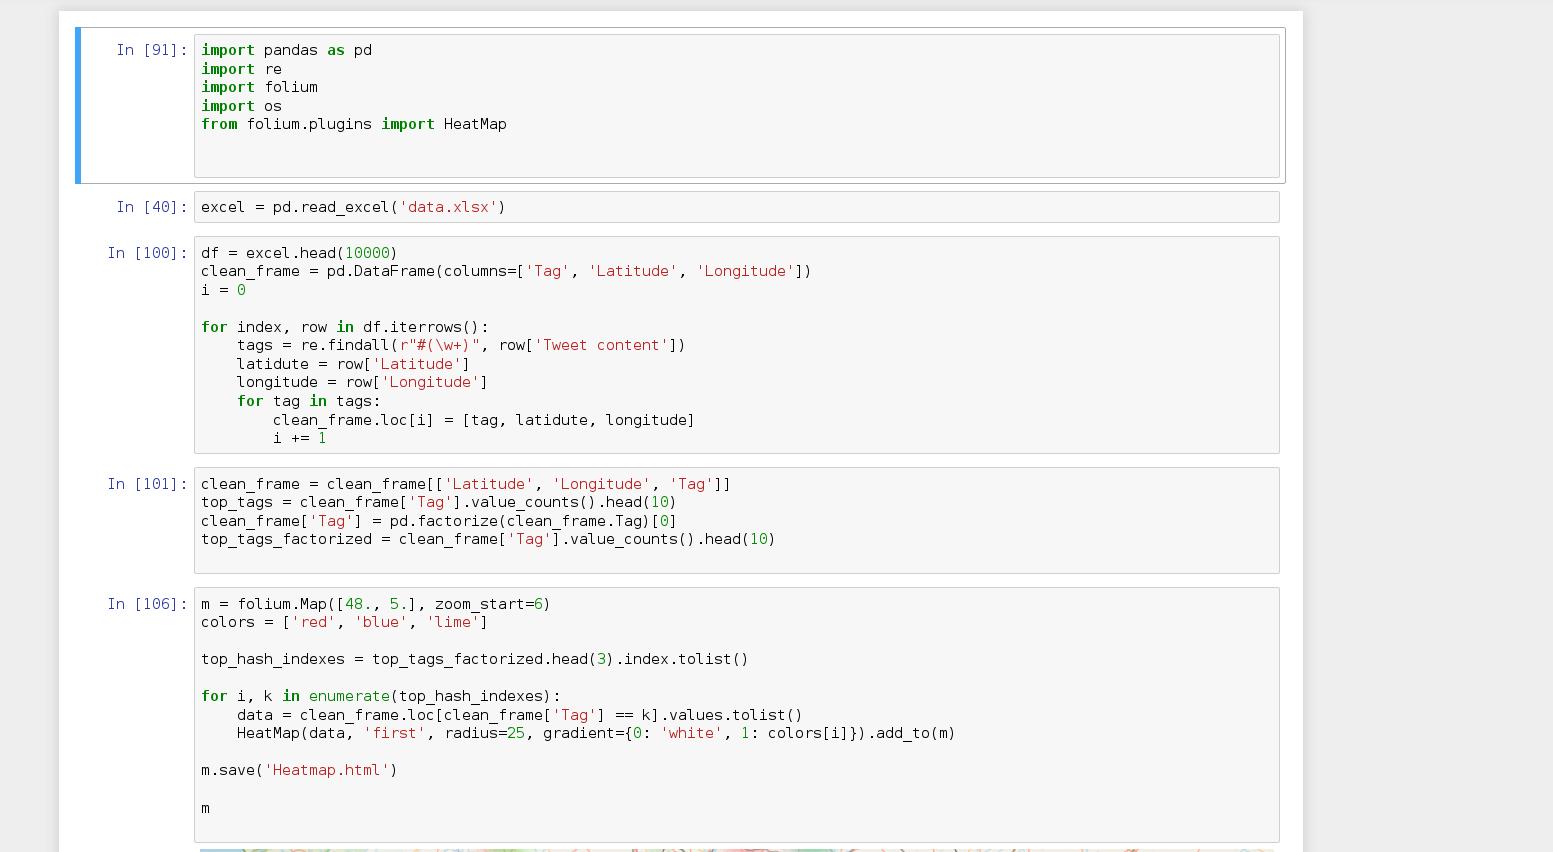 In [91]:
import pandas as pd
import re
import folium
import os
from folium.plugins import HeatMap
In [40]:
excel = pd.read_excel('data.xlsx')
In [100]:
df = excel.head(10000)
clean_frame = pd.DataFrame(columns=['Tag', 'Latitude', 'Longitude'])
i = 0
for index, row in df.iterrows():
    tags = re.findall(r"#(\w+)", row['Tweet content'])
    latidute = row['Latitude']
    longitude = row['Longitude']
    for tag in tags:
        clean_frame.loc[i] = [tag, latidute, longitude]
        i += 1
In [101]:
clean_frame = clean_frame[['Latitude', 'Longitude', 'Tag']]
top_tags = clean_frame['Tag'].value_counts().head(10)
clean_frame['Tag'] = pd.factorize(clean_frame.Tag)[0]
top_tags_factorized = clean_frame['Tag'].value_counts().head(10)
In [106]:
m = folium.Map([48., 5.], zoom_start=6)
colors = ['red', 'blue', 'lime']
top_hash_indexes = top_tags_factorized.head(3).index.tolist()
for i, k in enumerate(top_hash_indexes):
    data = clean_frame.loc[clean_frame['Tag'] == k].values.tolist()
    HeatMap(data, 'first', radius=25, gradient={0: 'white', 1: colors[i]}).add_to(m)
m.save('Heatmap.html')
m